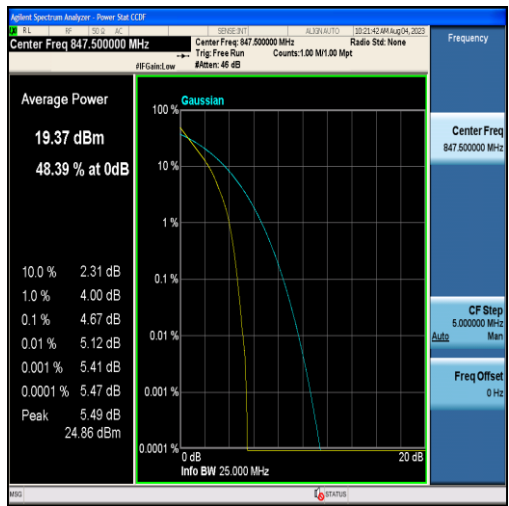 Agilent Spectrum Analyzer - Power Stat CCDF
RL RF 50 Ω AC SENSE:INT ALIGN AUTO 10:21:42 AM Aug 04, 2023
Center Freq 847.500000 MHz
Center Freq: 847.500000 MHz Radio Std: None
Trig: Free Run Counts:1.00 M/1.00 Mpt
#IFGain:Low #Atten: 46 dB
Frequency
Average Power
19.37 dBm
48.39 % at 0dB
10.0 % 2.31 dB
1.0 % 4.00 dB
0.1 % 4.67 dB
0.01 % 5.12 dB
0.001 % 5.41 dB
0.0001 % 5.47 dB
Peak 5.49 dB
24.86 dBm
Gaussian
100 %
10 %
1 %
0.1 %
0.01 %
0.001 %
0.0001 %
0 dB 20 dB
Info BW 25.000 MHz
Center Freq
847.500000 MHz
CF Step
5.000000 MHz
Auto Man
Freq Offset
0 Hz
MSG STATUS